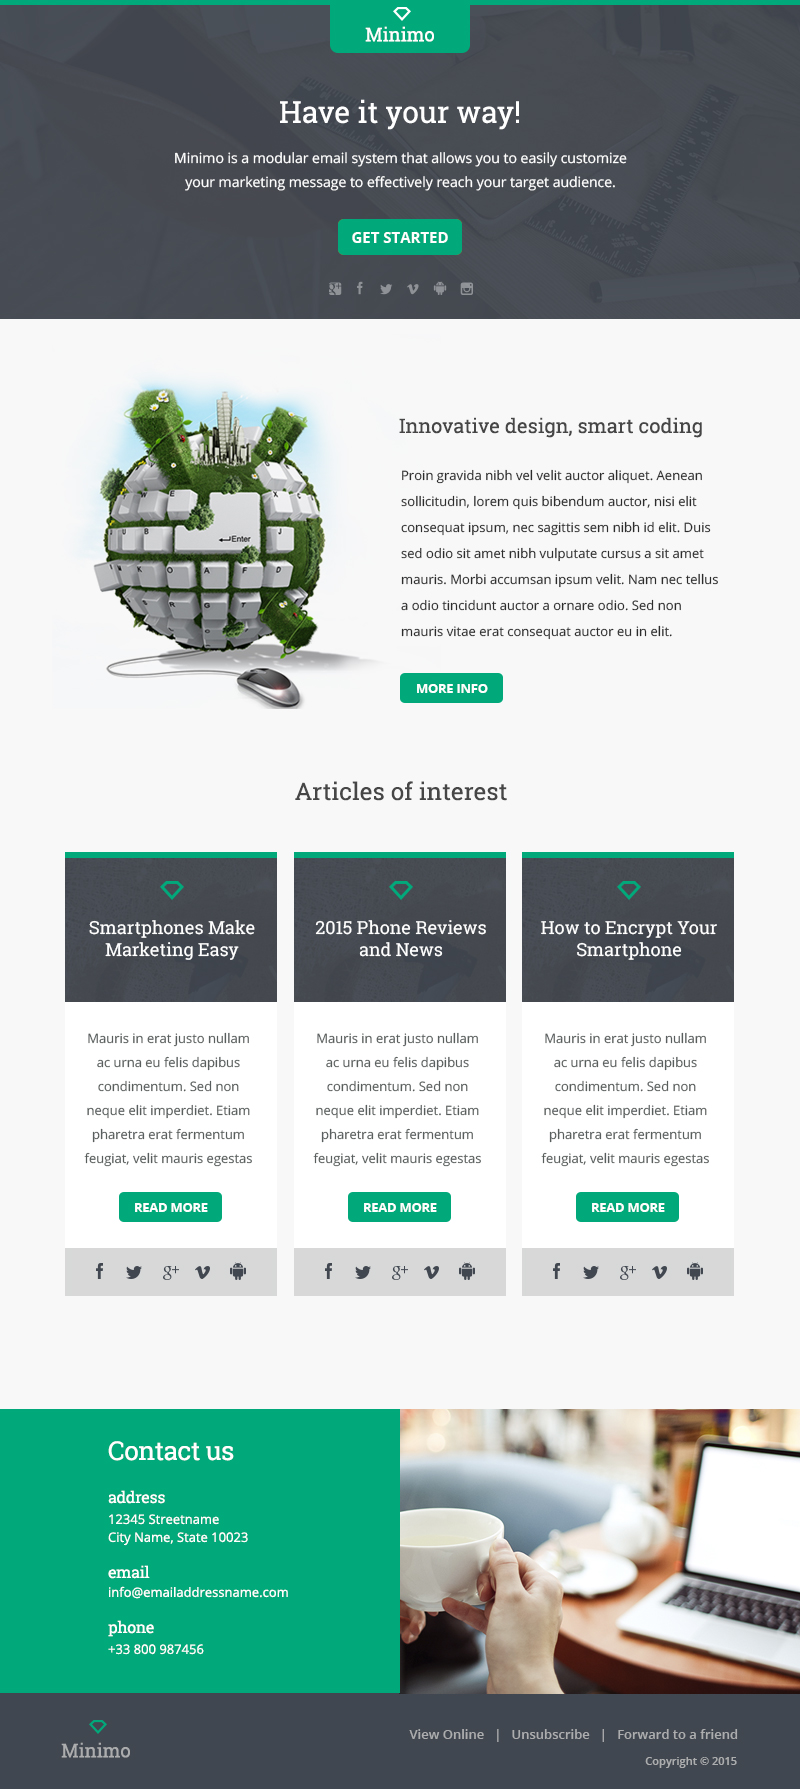 Minimo
Have it your way!
Minimo is a modular email system that allows you to easily customize
your marketing message to effectively reach your target audience.
GET STARTED
Enter
Innovative design, smart coding
Proin gravida nibh vel velit auctor aliquet. Aenean
sollicitudin, lorem quis bibendum auctor, nisi elit
consequat ipsum, nec sagittis sem nibh id elit. Duis
sed odio sit amet nibh vulputate cursus a sit amet
mauris. Morbi accumsan ipsum velit. Nam nec tellus
a odio tincidunt auctor a ornare odio. Sed non
mauris vitae erat consequat auctor eu in elit.
MORE INFO
Articles of interest
Smartphones Make
Marketing Easy
Mauris in erat justo nullam
ac urna eu felis dapibus
condimentum. Sed non
neque elit imperdiet. Etiam
pharetra erat fermentum
feugiat, velit mauris egestas
READ MORE
2015 Phone Reviews
and News
Mauris in erat justo nullam
ac urna eu felis dapibus
condimentum. Sed non
neque elit imperdiet. Etiam
pharetra erat fermentum
feugiat, velit mauris egestas
READ MORE
How to Encrypt Your
Smartphone
Mauris in erat justo nullam
ac urna eu felis dapibus
condimentum. Sed non
neque elit imperdiet. Etiam
pharetra erat fermentum
feugiat, velit mauris egestas
READ MORE
Contact us
address
12345 Streetname
City Name, State 10023
email
info@emailaddressname.com
phone
+33 800 987456
Minimo
View Online | Unsubscribe | Forward to a friend
Copyright © 2015